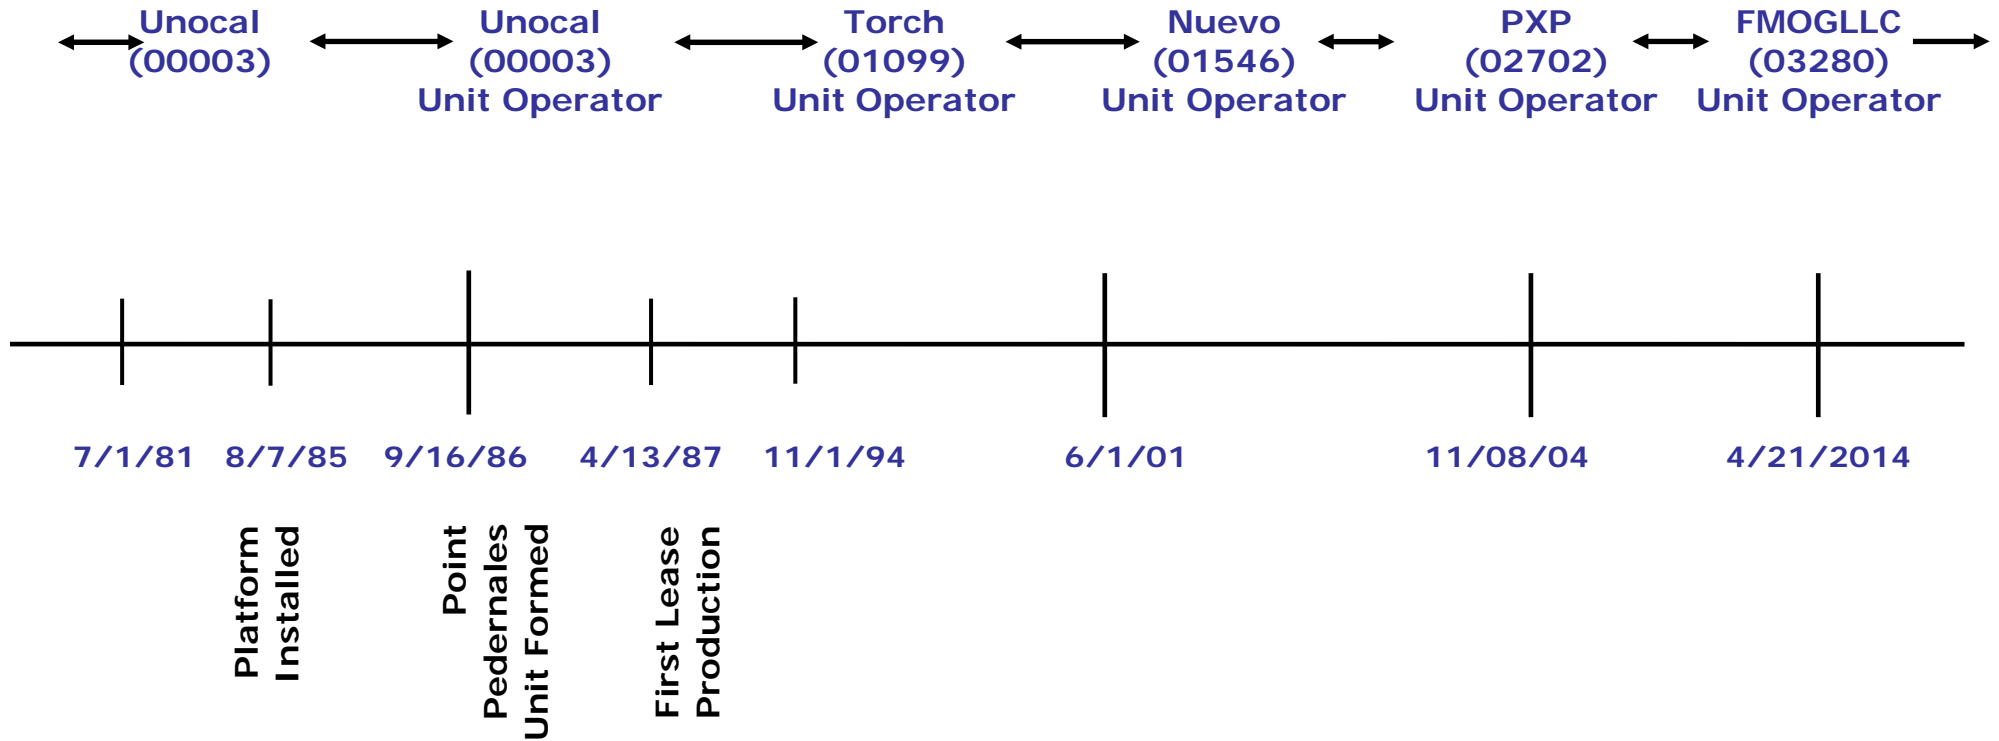 Unocal
(00003)
Unocal
(00003)
Unit Operator
Torch
(01099)
Unit Operator
Nuevo
(01546)
Unit Operator
PXP
(02702)
Unit Operator
FMOGLLC
(03280)
Unit Operator
7/1/81
8/7/85
9/16/86
4/13/87
11/1/94
6/1/01
11/08/04
4/21/2014
Platform
Installed
Point
Pedernales
Unit Formed
First Lease
Production